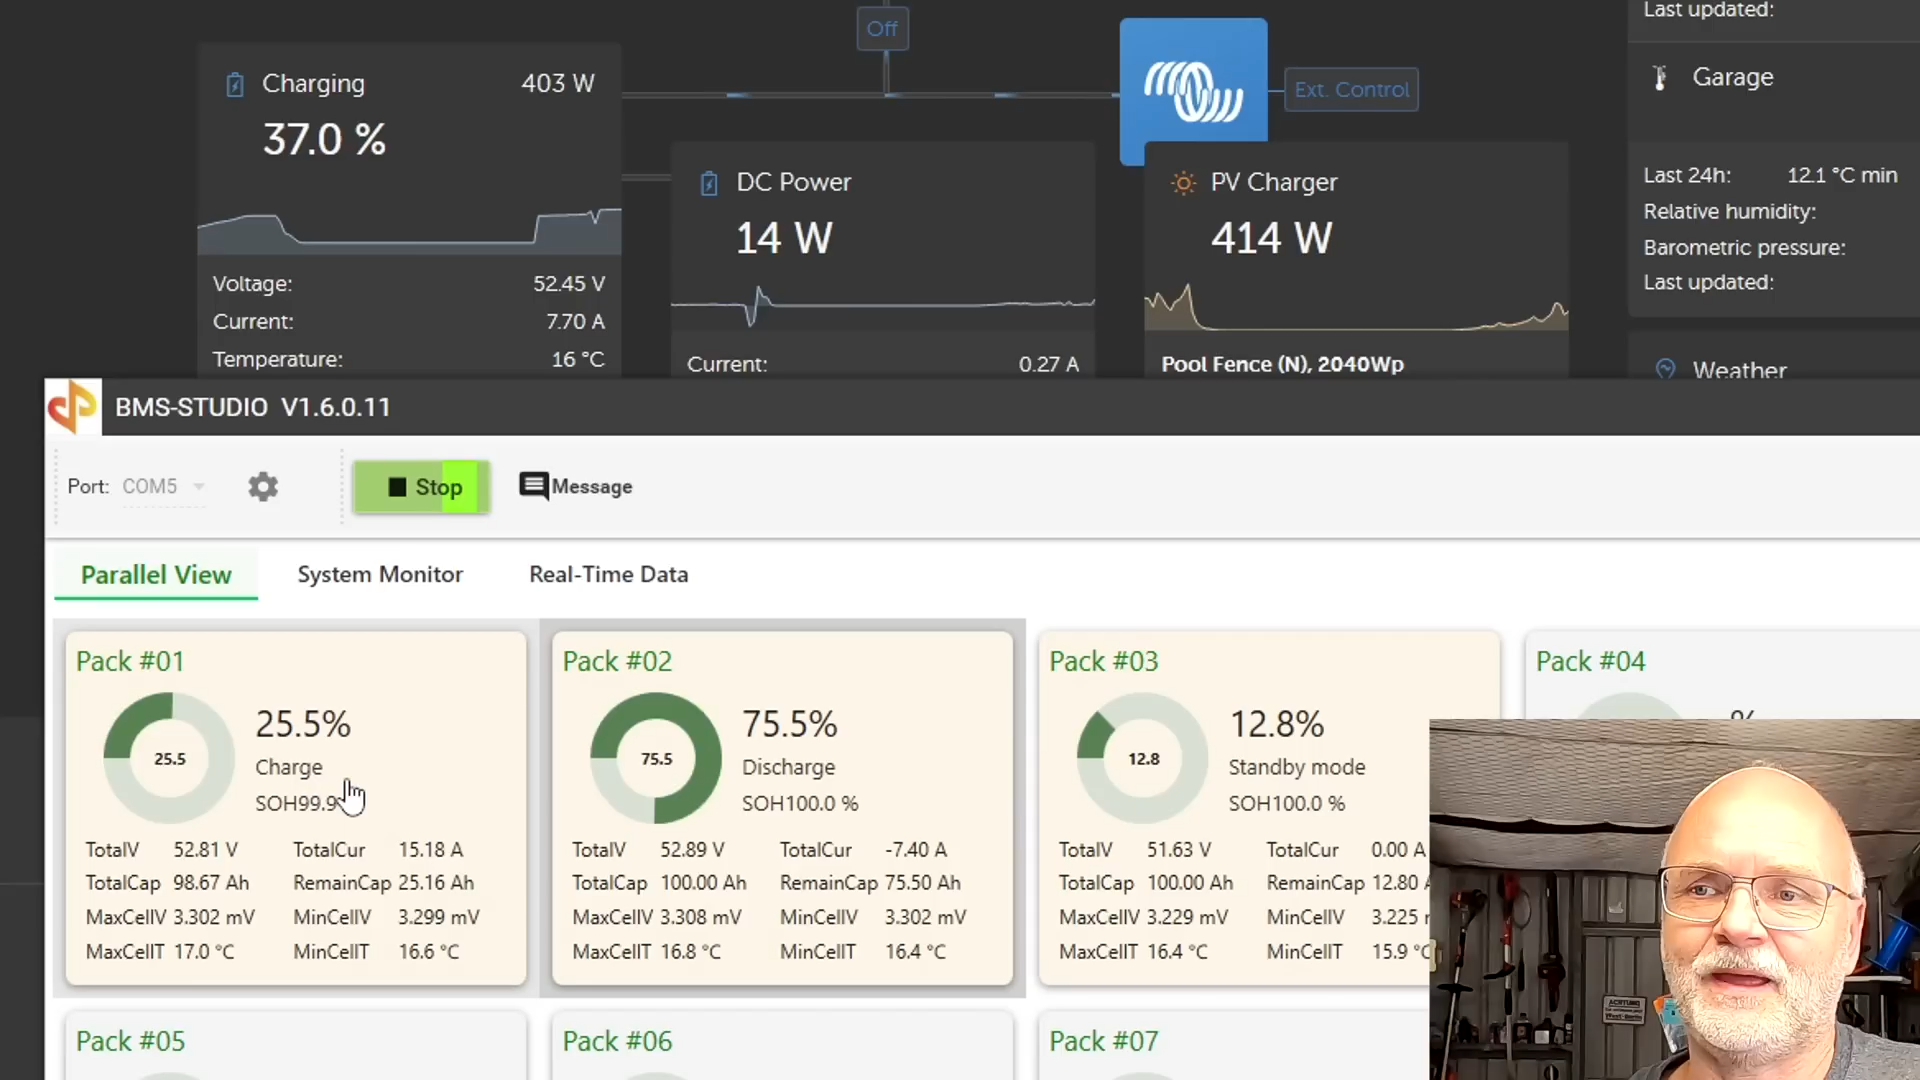 Off
Last updated:
Charging 403 W
37.0 %
Ext. Control
Garage
DC Power
14 W
PV Charger
414 W
Last 24h: 12.1 °C min
Relative humidity:
Barometric pressure:
Last updated:
Voltage: 52.45 V
Current: 7.70 A
Temperature: 16 °C
Current: 0.27 A
Pool Fence (N), 2040Wp
Weather
BMS-STUDIO V1.6.0.11
Port: COM5
Stop
Message
Parallel View
System Monitor
Real-Time Data
Pack #01
25.5%
25.5
Charge
SOH99.9
TotalV 52.81 V TotalCur 15.18 A
TotalCap 98.67 Ah RemainCap 25.16 Ah
MaxCellV 3.302 mV MinCellV 3.299 mV
MaxCellT 17.0 °C MinCellT 16.6 °C
Pack #02
75.5%
75.5
Discharge
SOH100.0 %
TotalV 52.89 V TotalCur -7.40 A
TotalCap 100.00 Ah RemainCap 75.50 Ah
MaxCellV 3.308 mV MinCellV 3.302 mV
MaxCellT 16.8 °C MinCellT 16.4 °C
Pack #03
12.8%
12.8
Standby mode
SOH100.0 %
TotalV 51.63 V TotalCur 0.00 A
TotalCap 100.00 Ah RemainCap 12.80
MaxCellV 3.229 mV MinCellV 3.225
MaxCellT 16.4 °C MinCellT 15.9 °C
Pack #04
%
ACHTUNG
West-Berlin
Pack #05
Pack #06
Pack #07